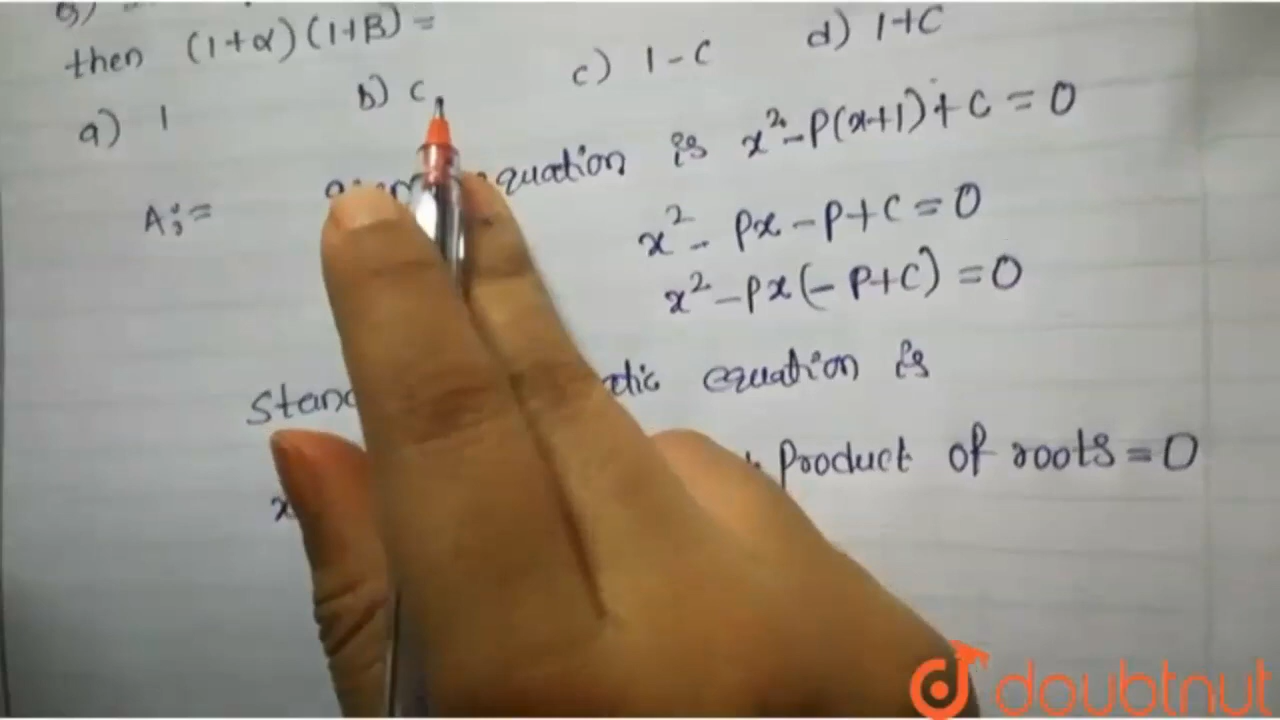 then (1+α)(1+β) =
a) 1 b) c c) 1-C d) 1+C
A:= equation is x²-P(x+1)+C=0
x²- Px-P+C=0
x²-Px(-P+C)=0
equation is
Product of roots=0
doubtnut